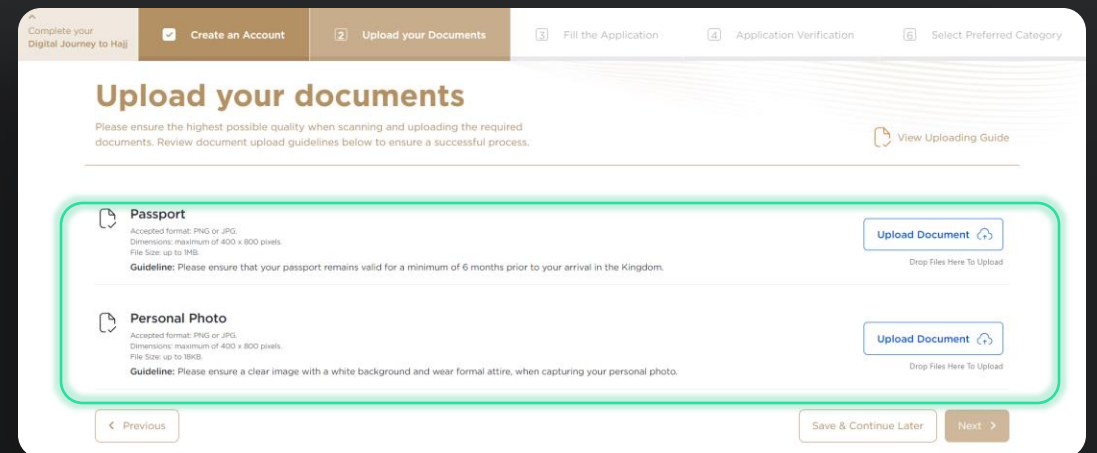 Complete your
Digital Journey to Hajj
Create an Account
2 Upload your Documents
3 Fill the Application
4 Application Verification
6 Select Preferred Category
Upload your documents
Please ensure the highest possible quality when scanning and uploading the required
documents. Review document upload guidelines below to ensure a successful process.
View Uploading Guide
Passport
Accepted format: PNG or JPG.
Dimensions: maximum of 400 x 800 pixels.
File Size: up to 1MB.
Guideline: Please ensure that your passport remains valid for a minimum of 6 months prior to your arrival in the Kingdom.
Upload Document
Drop Files Here To Upload
Personal Photo
Accepted format: PNG or JPG.
Dimensions: maximum of 400 x 800 pixels.
File Size: up to 18KB.
Guideline: Please ensure a clear image with a white background and wear formal attire, when capturing your personal photo.
Upload Document
Drop Files Here To Upload
Previous
Save & Continue Later
Next